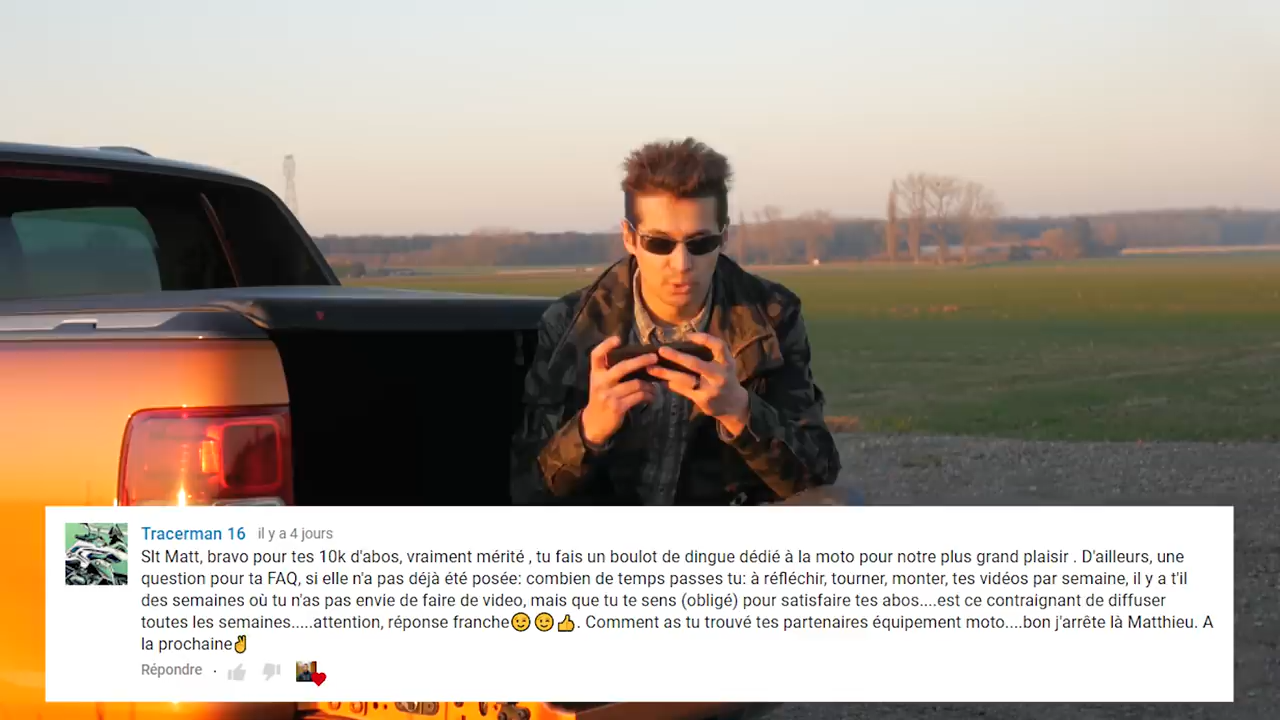 Tracerman 16 il y a 4 jours
Slt Matt, bravo pour tes 10k d'abos, vraiment mérité , tu fais un boulot de dingue dédié à la moto pour notre plus grand plaisir . D'ailleurs, une
question pour ta FAQ, si elle n'a pas déjà été posée: combien de temps passes tu: à réfléchir, tourner, monter, tes vidéos par semaine, il y a t'il
des semaines où tu n'as pas envie de faire de video, mais que tu te sens (obligé) pour satisfaire tes abos....est ce contraignant de diffuser
toutes les semaines.....attention, réponse franche😉😉👍. Comment as tu trouvé tes partenaires équipement moto....bon j'arrête là Matthieu. A
la prochaine✌
Répondre ·